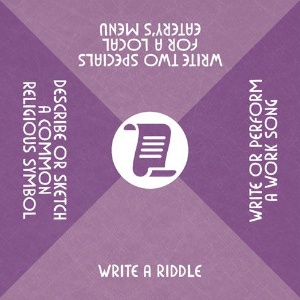 WRITE TWO SPECIALS
FOR A LOCAL
EATERY'S MENU
DESCRIBE OR SKETCH
A COMMON
RELIGIOUS SYMBOL
WRITE OR PERFORM
A WORK SONG
WRITE A RIDDLE